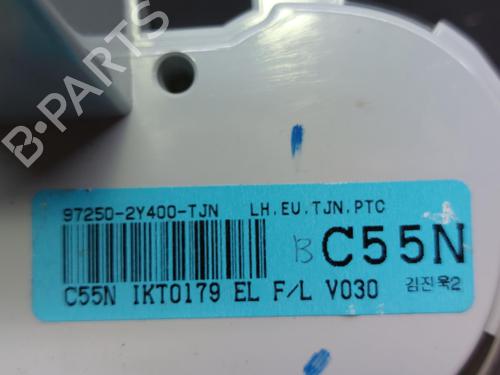 B-PARTS
97250-2Y400-TJN LH.EU.TJN.PTC
B C55N
C55N IKT0179 EL F/L V030 김진욱2